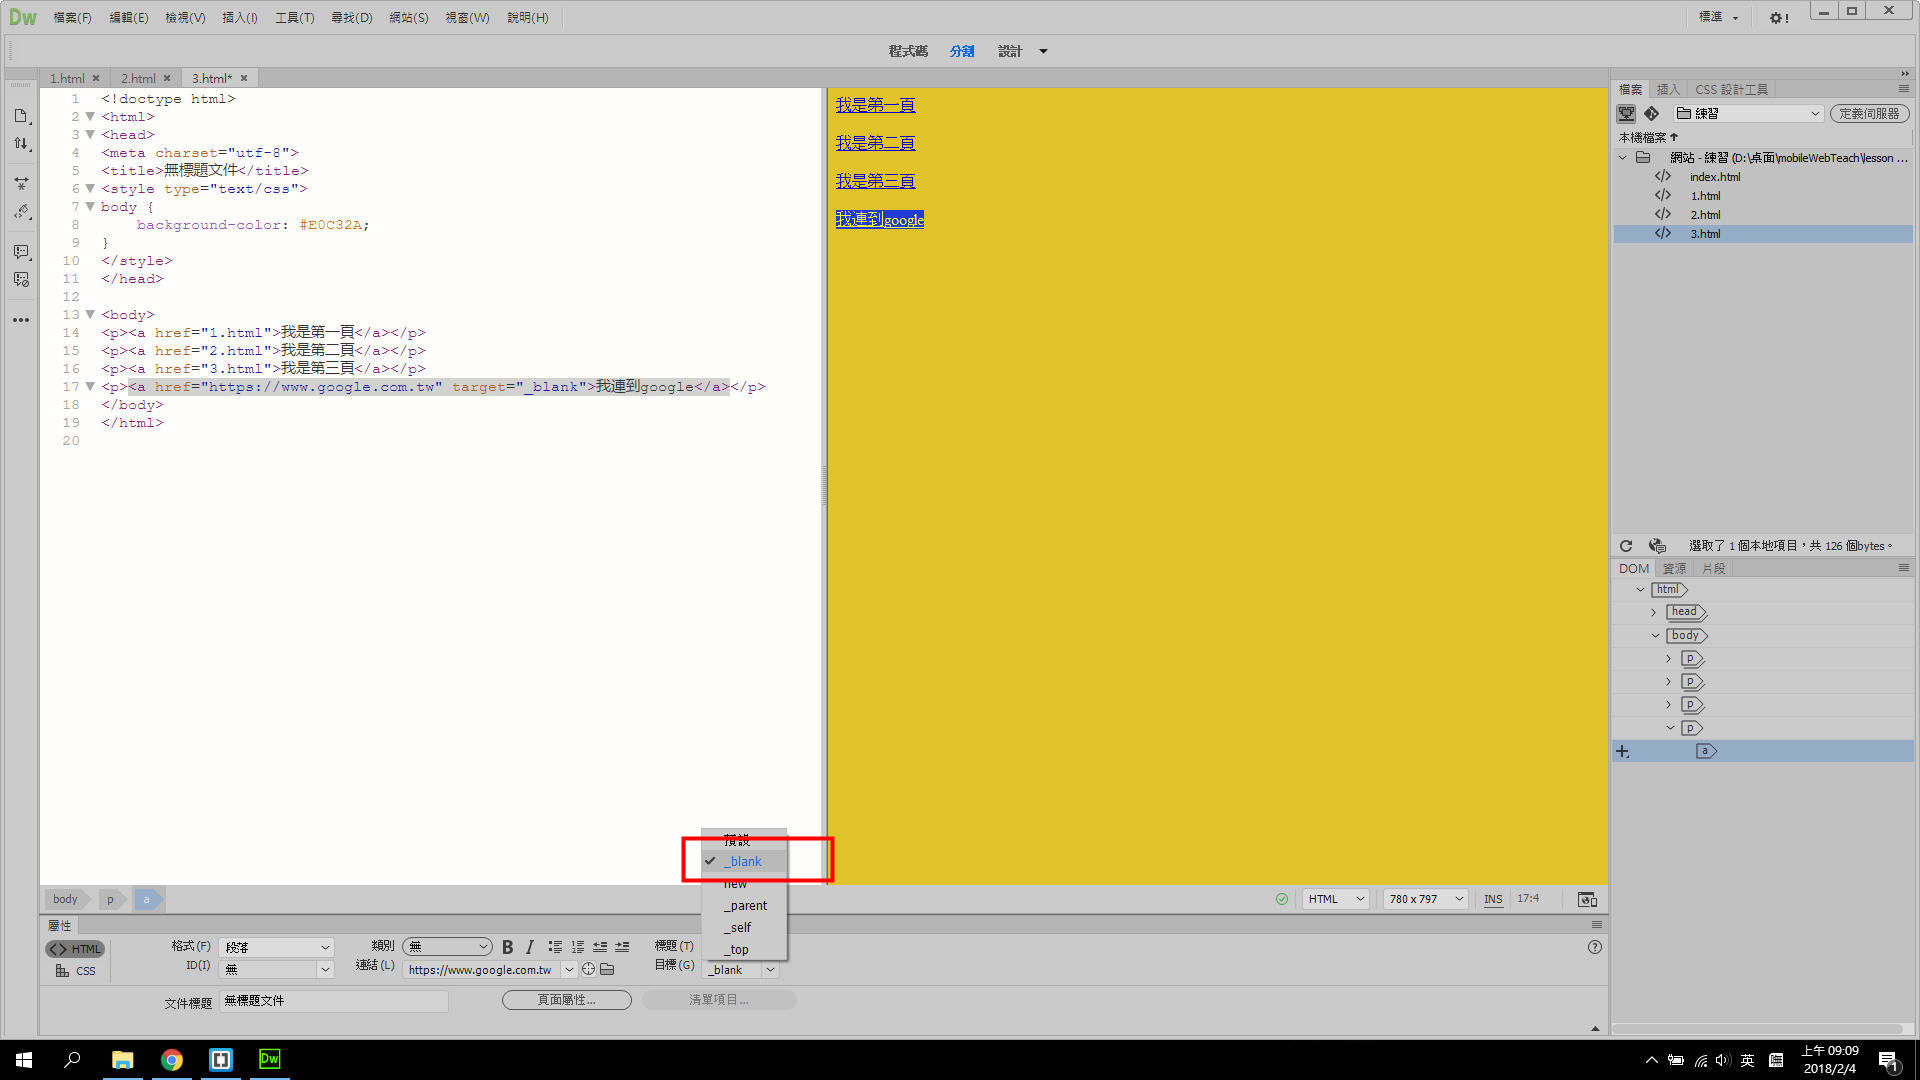 Dw 檔案(F) 編輯(E) 檢視(V) 插入(I) 工具(T) 尋找(D) 網站(S) 視窗(W) 說明(H) 標準
程式碼 分割 設計
1.html × 2.html × 3.html* ×
1 <!doctype html>
2 <html>
3 <head>
4 <meta charset="utf-8">
5 <title>無標題文件</title>
6 <style type="text/css">
7 body {
8 background-color: #E0C32A;
9 }
10 </style>
11 </head>
12
13 <body>
14 <p><a href="1.html">我是第一頁</a></p>
15 <p><a href="2.html">我是第二頁</a></p>
16 <p><a href="3.html">我是第三頁</a></p>
17 <p><a href="https://www.google.com.tw" target="_blank">我連到google</a></p>
18 </body>
19 </html>
20
我是第一頁
我是第二頁
我是第三頁
我連到google
檔案 插入 CSS 設計工具
練習 定義伺服器
本機檔案
網站 - 練習 (D:\桌面\mobileWebTeach\lesson ...
index.html
1.html
2.html
3.html
選取了 1 個本地項目，共 126 個bytes。
DOM 資源 片段
html
head
body
p
p
p
p
a
預設
_blank
new
_parent
_self
_top
body p a
HTML 780 x 797 INS 17:4
屬性
HTML 格式(F) 段落 類別 無 B I 標題(T)
CSS ID(I) 無 連結(L) https://www.google.com.tw 目標(G) _blank
文件標題 無標題文件 頁面屬性... 清單項目...
Dw 英 上午 09:09
2018/2/4 1